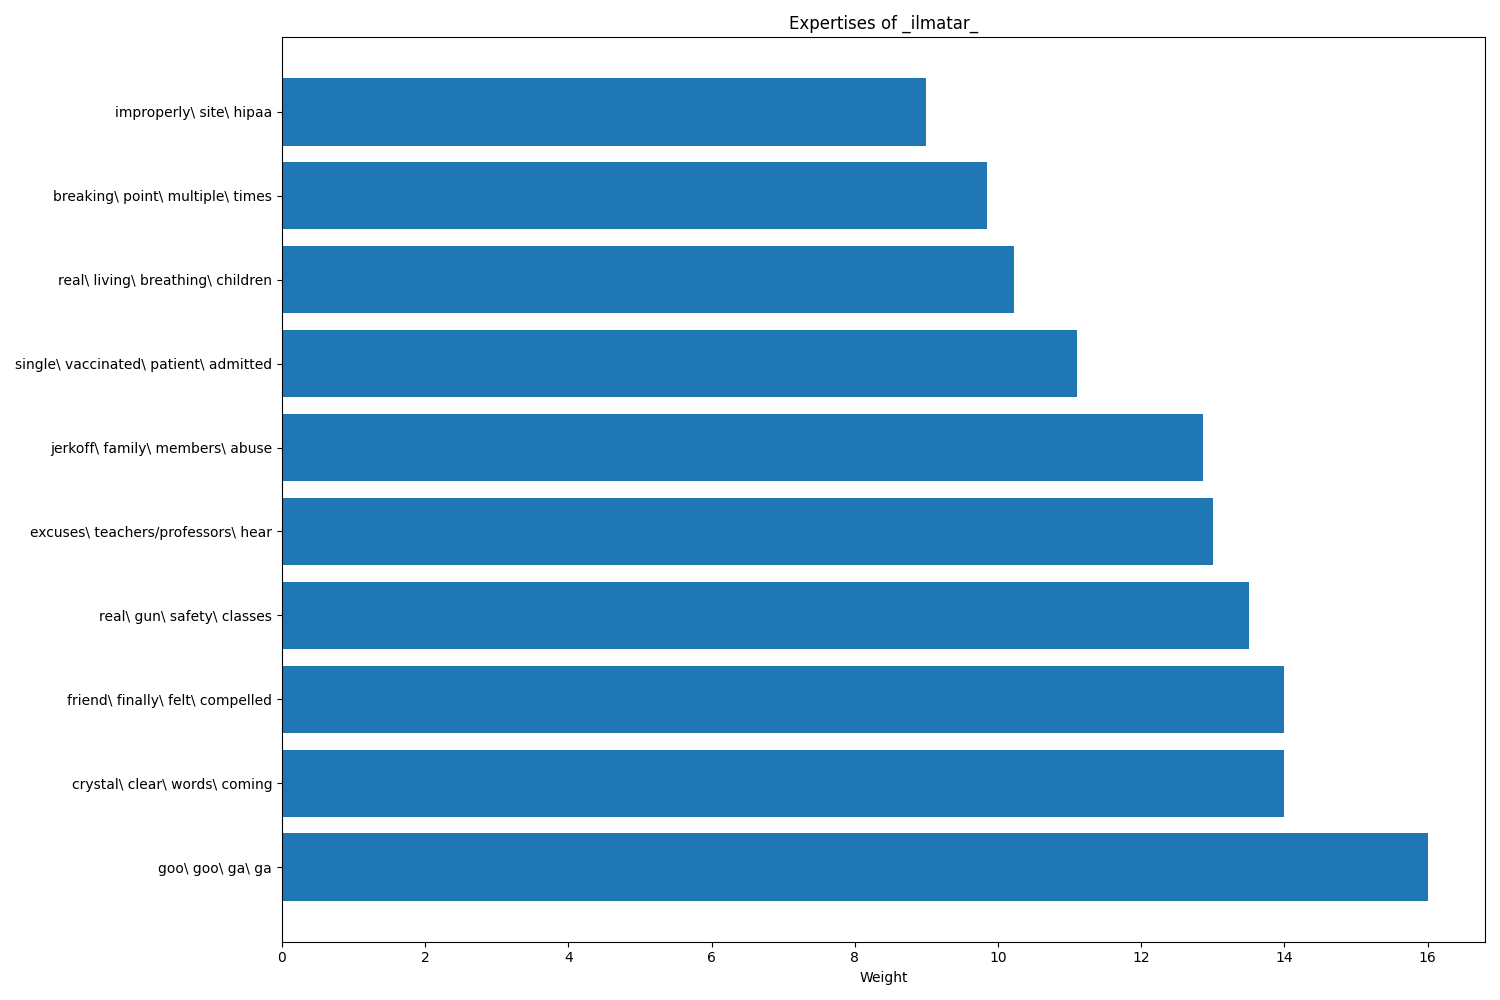 Expertises of _ilmatar_
improperly\ site\ hipaa
breaking\ point\ multiple\ times
real\ living\ breathing\ children
single\ vaccinated\ patient\ admitted
jerkoff\ family\ members\ abuse
excuses\ teachers/professors\ hear
real\ gun\ safety\ classes
friend\ finally\ felt\ compelled
crystal\ clear\ words\ coming
goo\ goo\ ga\ ga
0 2 4 6 8 10 12 14 16
Weight